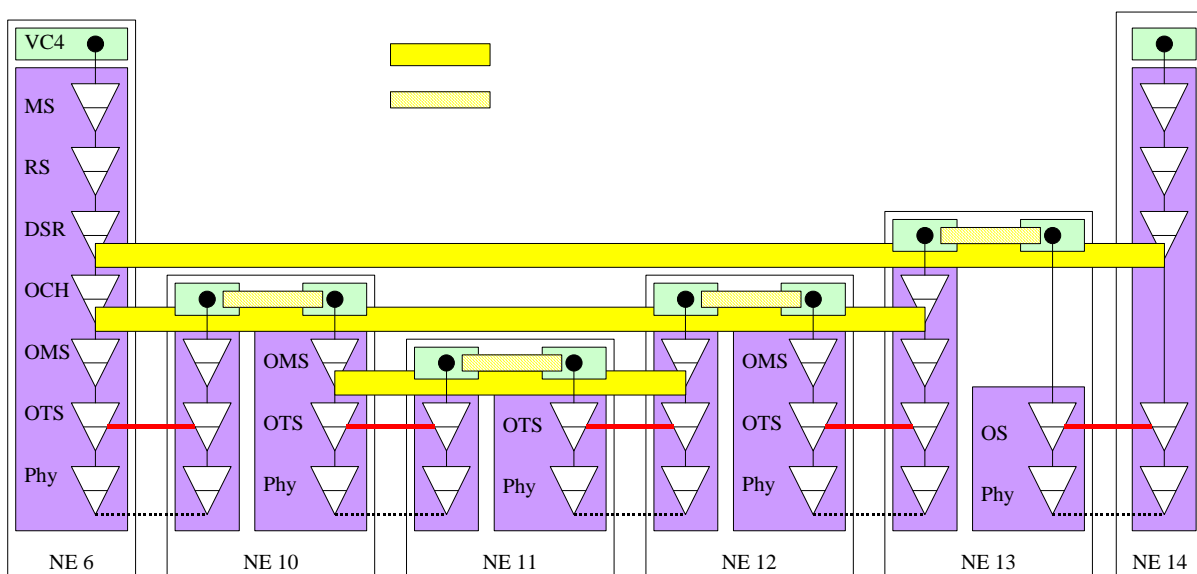 VC4
MS
RS
DSR
OCH
OMS
OMS
OMS
OTS
OTS
OTS
OTS
OS
Phy
Phy
Phy
Phy
Phy
NE 6
NE 10
NE 11
NE 12
NE 13
NE 14